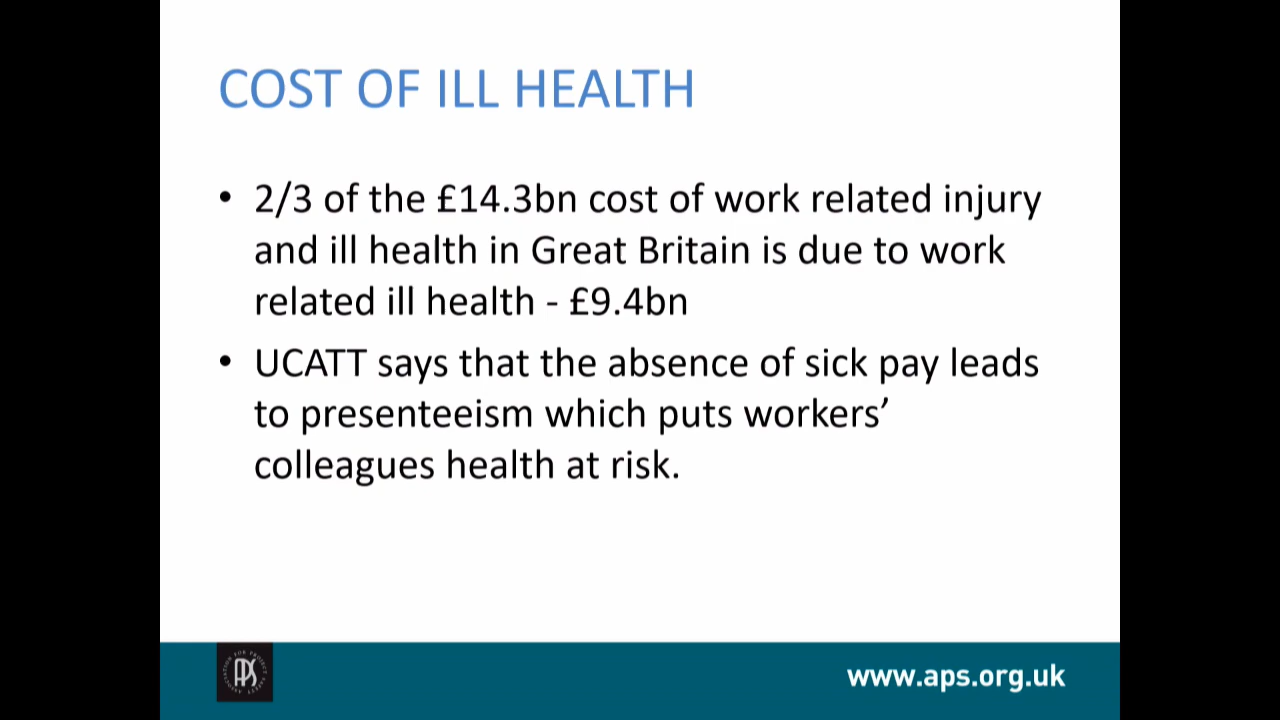 COST OF ILL HEALTH
• 2/3 of the £14.3bn cost of work related injury
and ill health in Great Britain is due to work
related ill health - £9.4bn
• UCATT says that the absence of sick pay leads
to presenteeism which puts workers’
colleagues health at risk.
APS
www.aps.org.uk